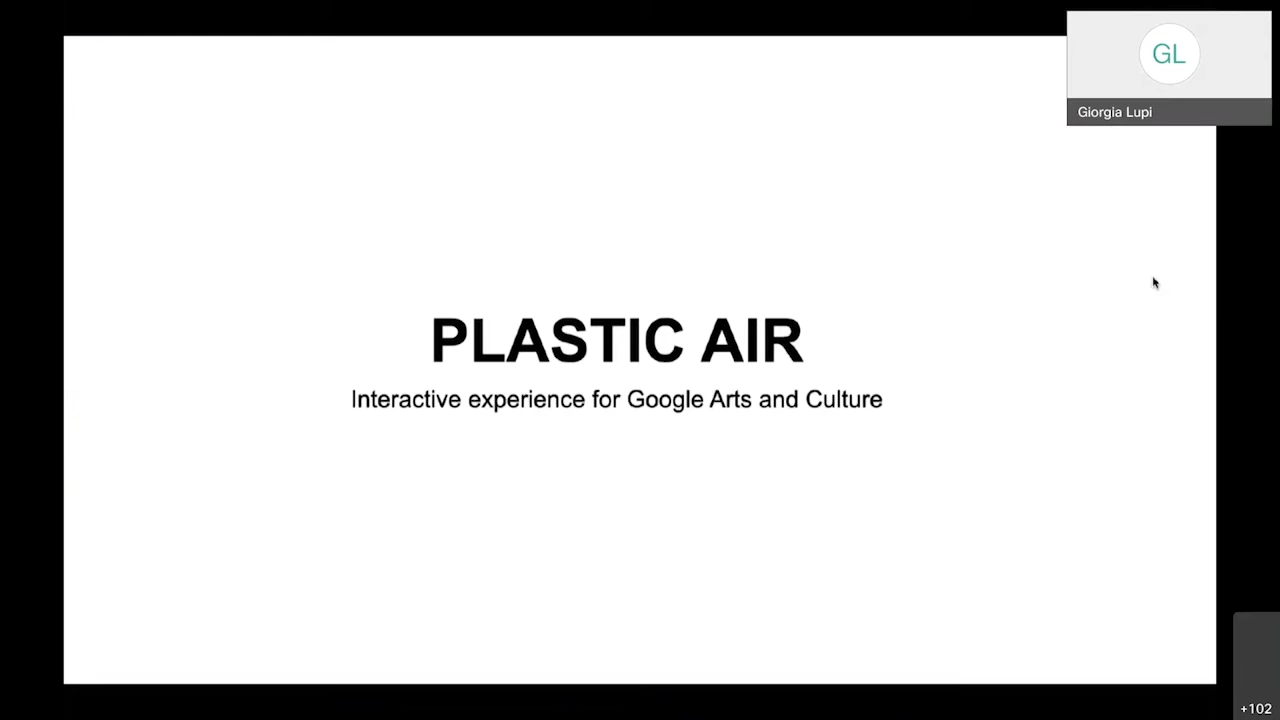 GL
Giorgia Lupi
PLASTIC AIR
Interactive experience for Google Arts and Culture
+102